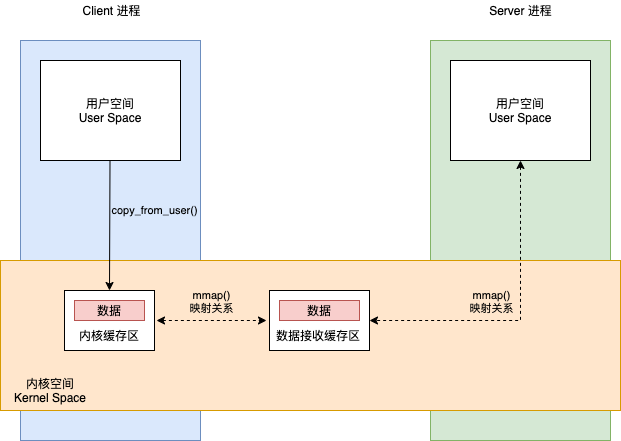 Client 进程
Server 进程
用户空间
User Space
用户空间
User Space
copy_from_user()
mmap()
映射关系
mmap()
映射关系
数据
内核缓存区
数据
数据接收缓存区
内核空间
Kernel Space